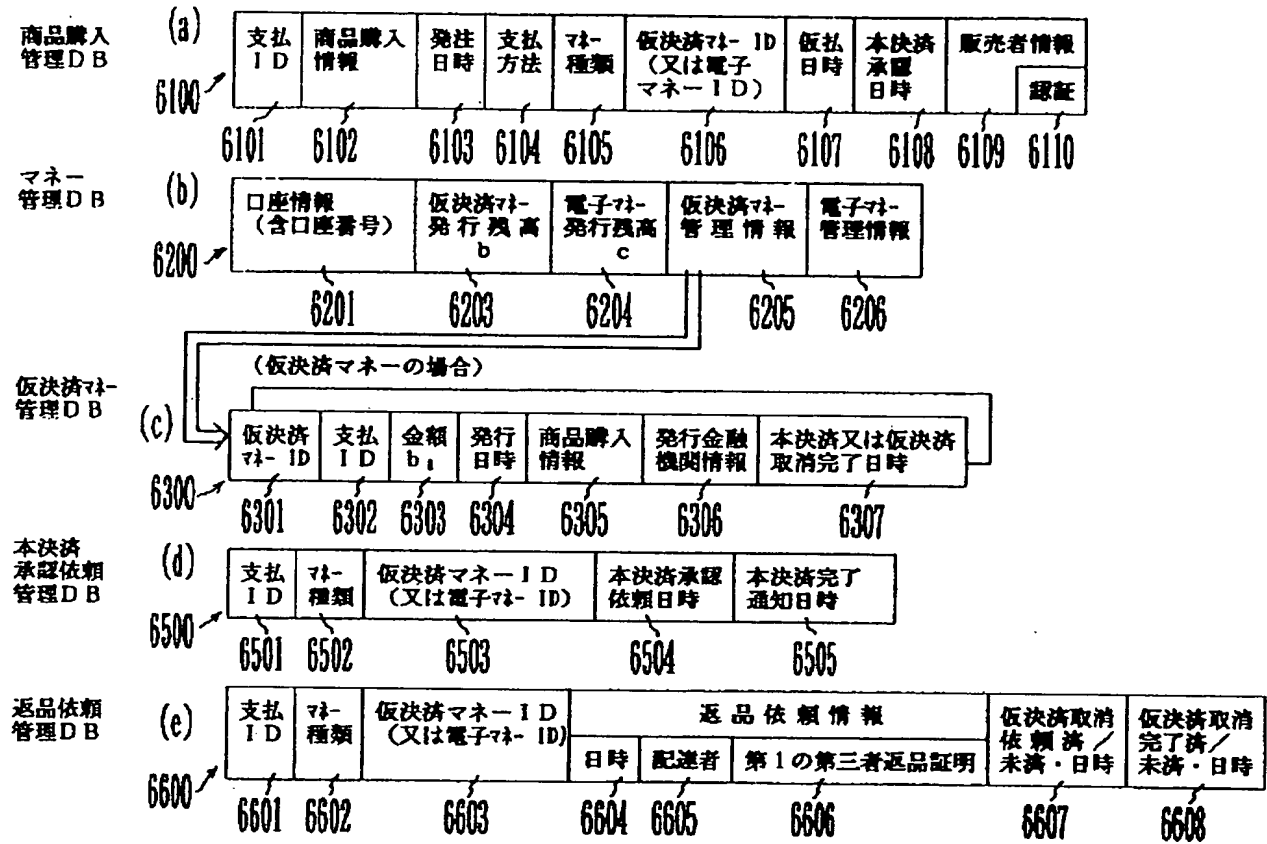 商品購入
管理DB
(a)
6100
支払
ID
商品購入
情報
発注
日時
支払
方法
マネー
種類
仮決済マネーID
(又は電子
マネーID)
仮払
日時
本決済
承認
日時
販売者情報
認証
6101
6102
6103
6104
6105
6106
6107
6108
6109
6110
マネー
管理DB
(b)
6200
口座情報
(含口座番号)
仮決済マネー
発行残高
b
電子マネー
発行残高
c
仮決済マネー
管理情報
電子マネー
管理情報
6201
6203
6204
6205
6206
(仮決済マネーの場合)
仮決済マネー
管理DB
(c)
6300
仮決済
マネーID
支払
ID
金額
b₁
発行
日時
商品購入
情報
発行金融
機関情報
本決済又は仮決済
取消完了日時
6301
6302
6303
6304
6305
6306
6307
本決済
承認依頼
管理DB
(d)
6500
支払
ID
マネー
種類
仮決済マネーID
(又は電子マネーID)
本決済承認
依頼日時
本決済完了
通知日時
6501
6502
6503
6504
6505
返品依頼
管理DB
(e)
6600
支払
ID
マネー
種類
仮決済マネーID
(又は電子マネーID)
返品依頼情報
日時
配達者
第1の第三者返品証明
仮決済取消
依頼済/
未済・日時
仮決済取消
完了済/
未済・日時
6601
6602
6603
6604
6605
6606
6607
6608